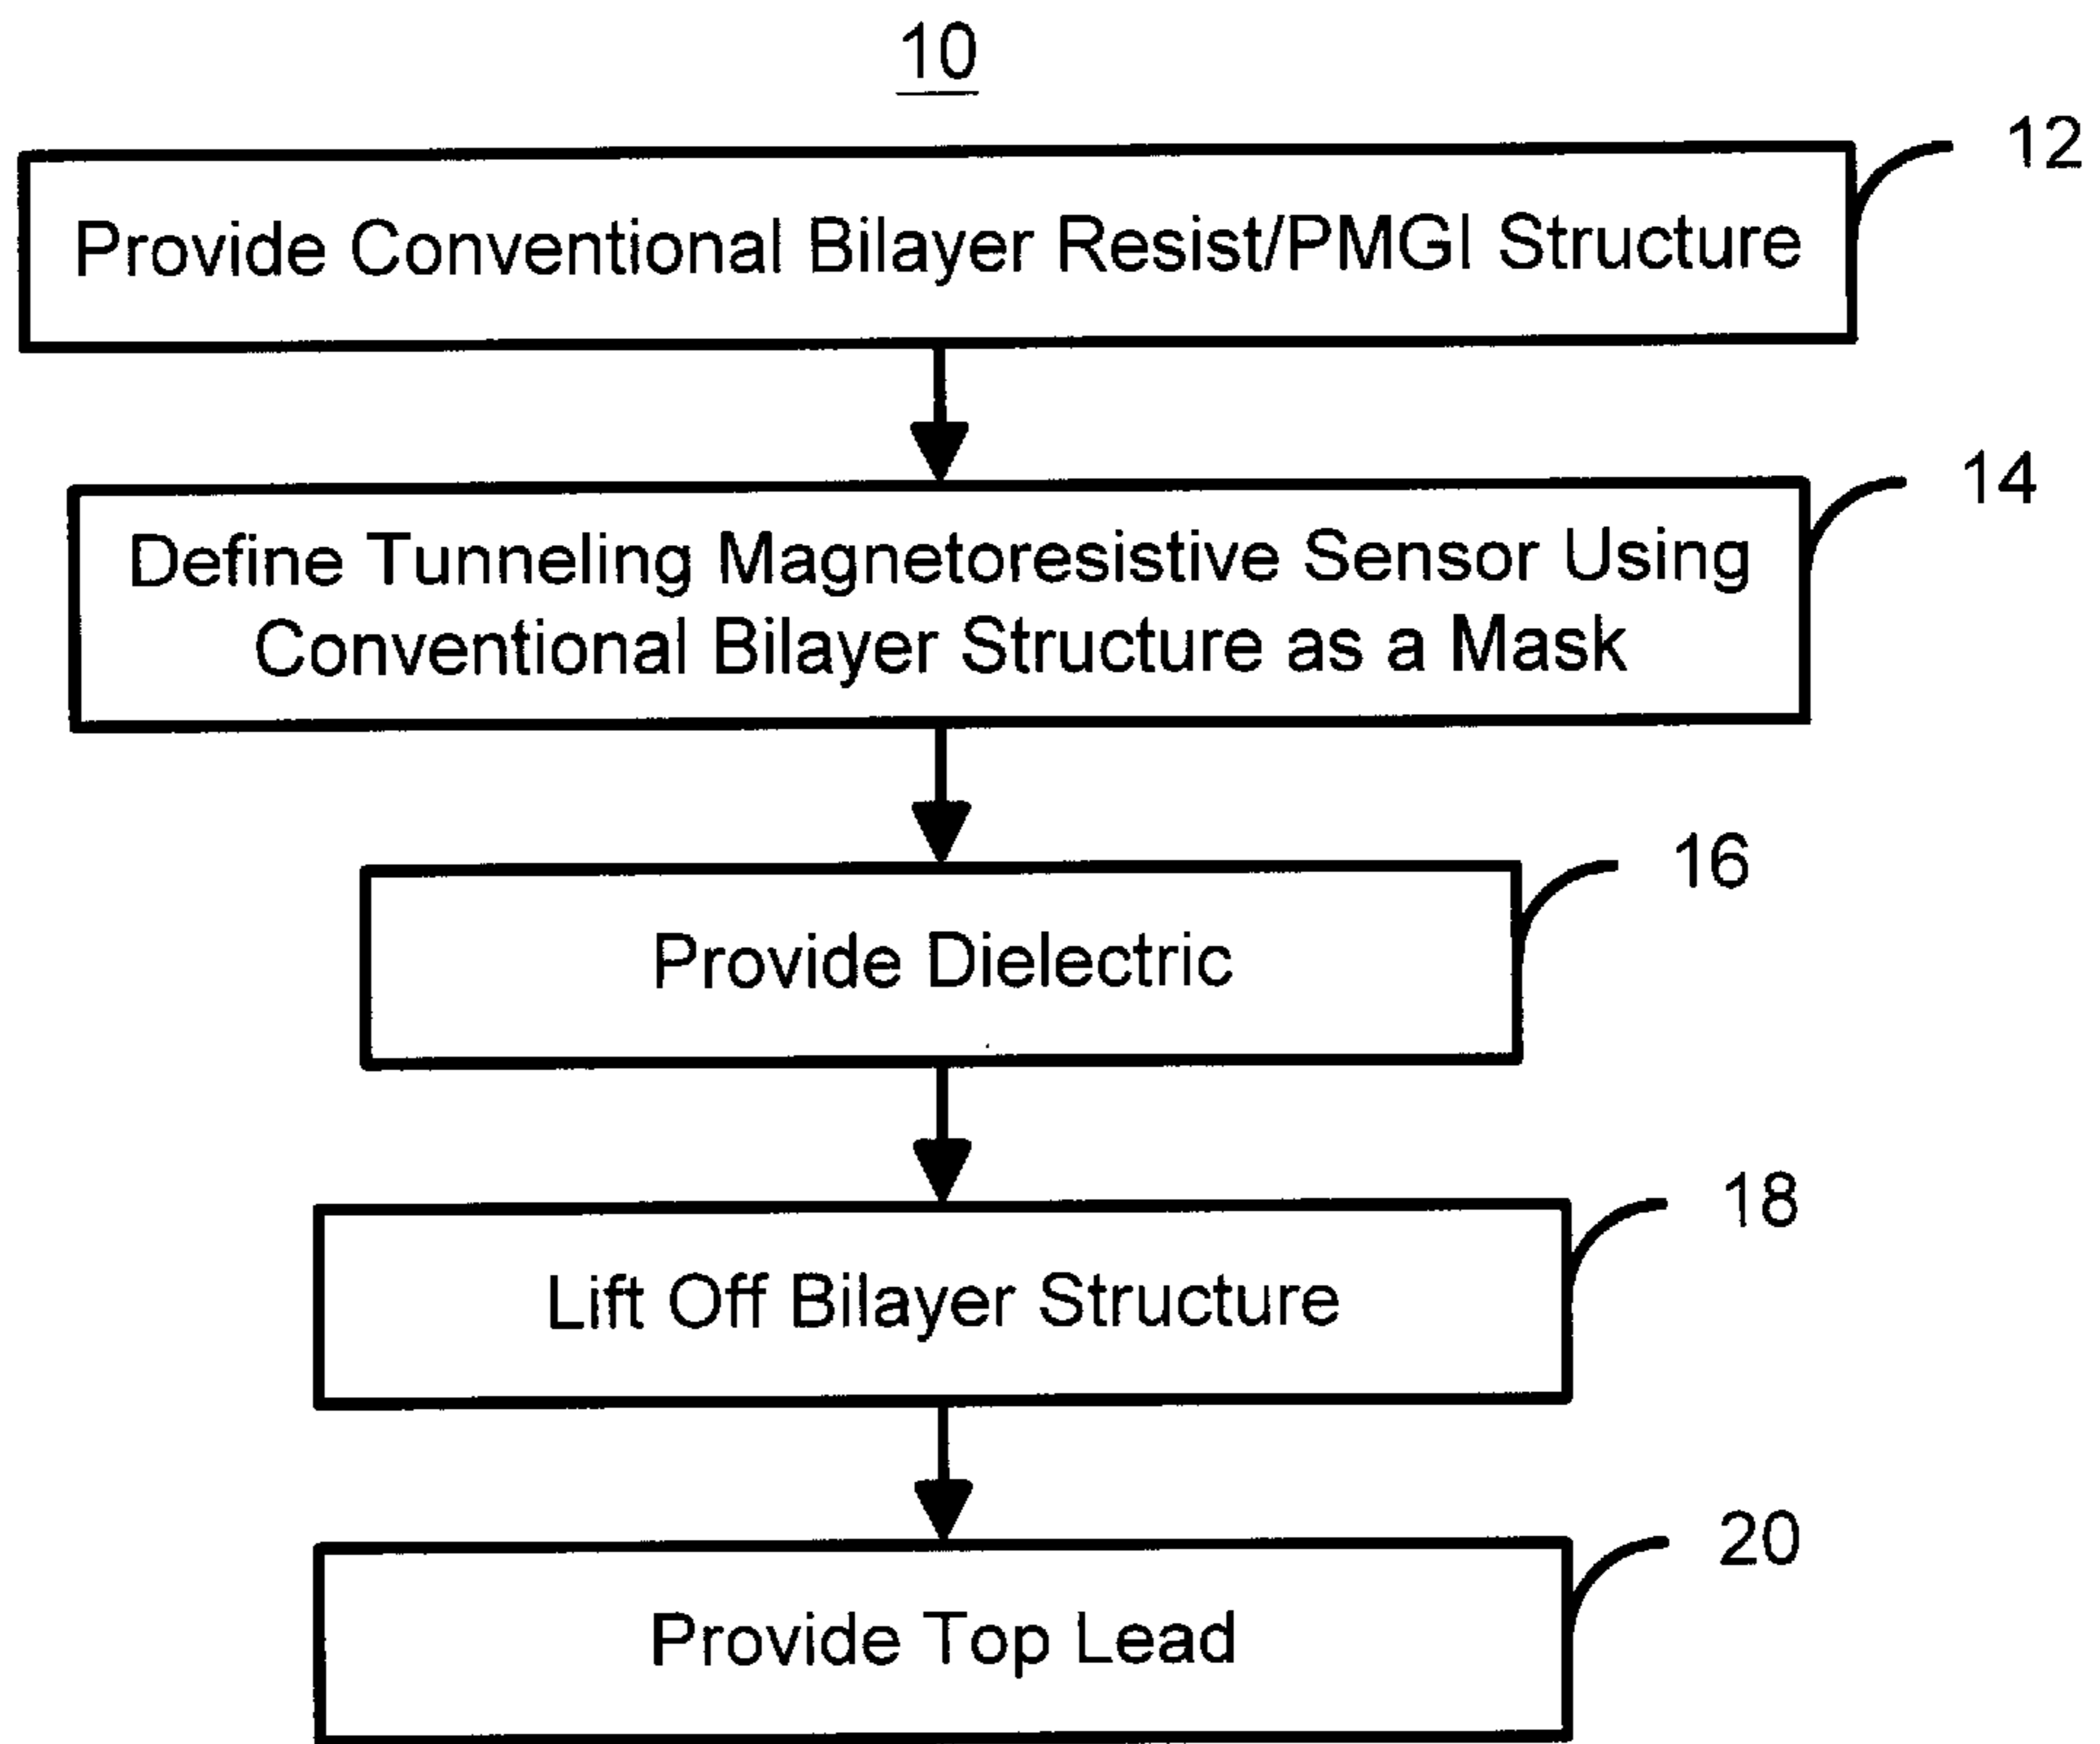 10
12
Provide Conventional Bilayer Resist/PMGI Structure
14
Define Tunneling Magnetoresistive Sensor Using
Conventional Bilayer Structure as a Mask
16
Provide Dielectric
18
Lift Off Bilayer Structure
20
Provide Top Lead